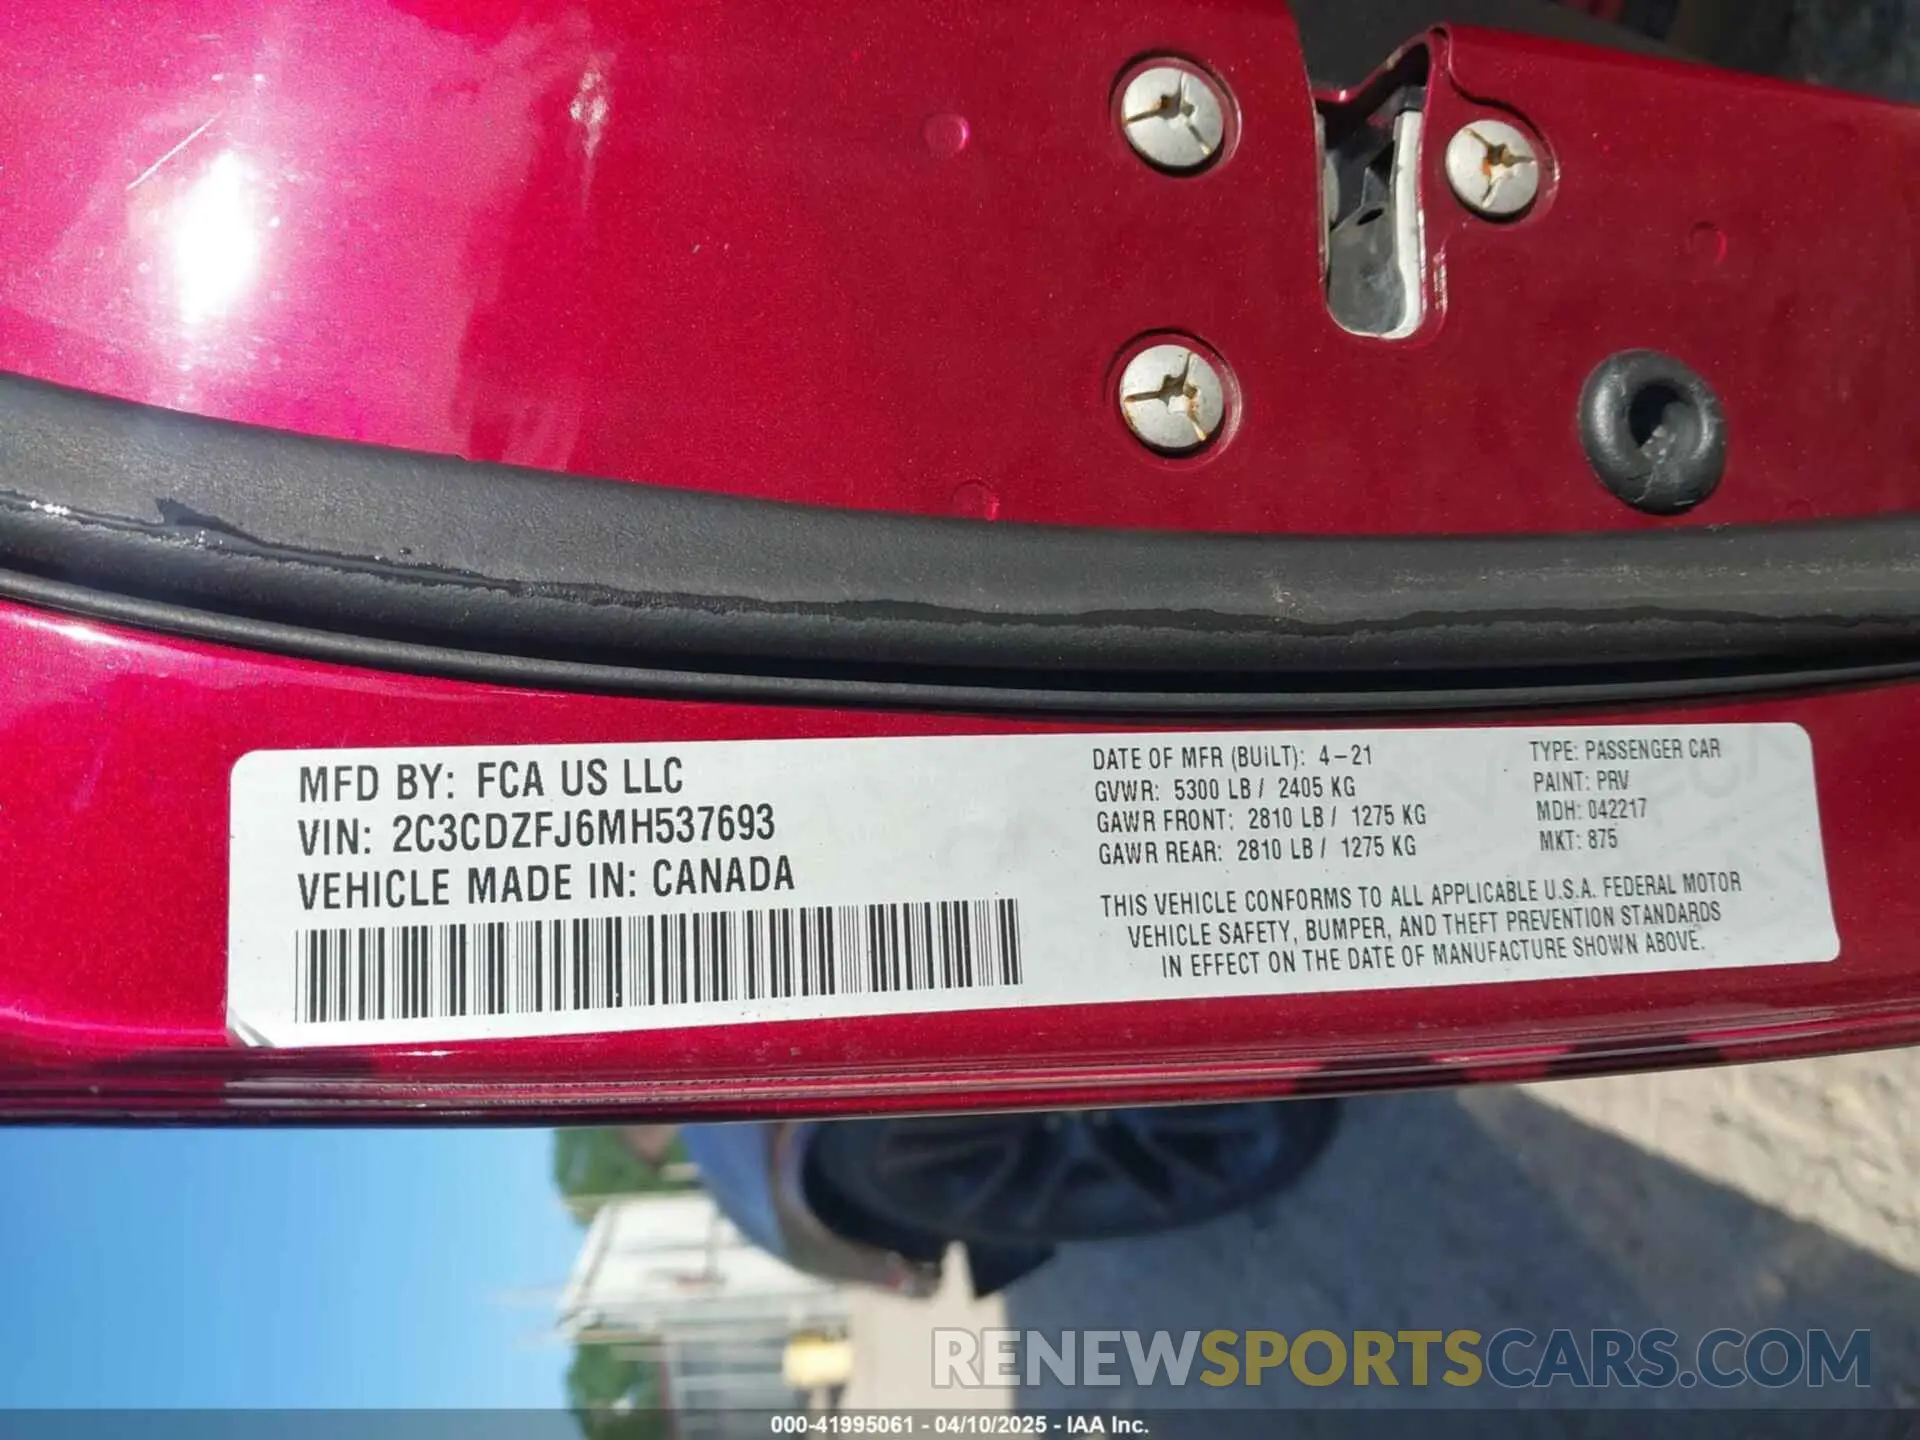 MFD BY: FCA US LLC
VIN: 2C3CDZFJ6MH537693
VEHICLE MADE IN: CANADA
DATE OF MFR (BUILT): 4-21
GVWR: 5300 LB / 2405 KG
GAWR FRONT: 2810 LB / 1275 KG
GAWR REAR: 2810 LB / 1275 KG
TYPE: PASSENGER CAR
PAINT: PRV
MDH: 042217
MKT: 875
THIS VEHICLE CONFORMS TO ALL APPLICABLE U.S.A. FEDERAL MOTOR
VEHICLE SAFETY, BUMPER, AND THEFT PREVENTION STANDARDS
IN EFFECT ON THE DATE OF MANUFACTURE SHOWN ABOVE.
RENEWSPORTSCARS.COM
000-41995061 - 04/10/2025 - IAA Inc.